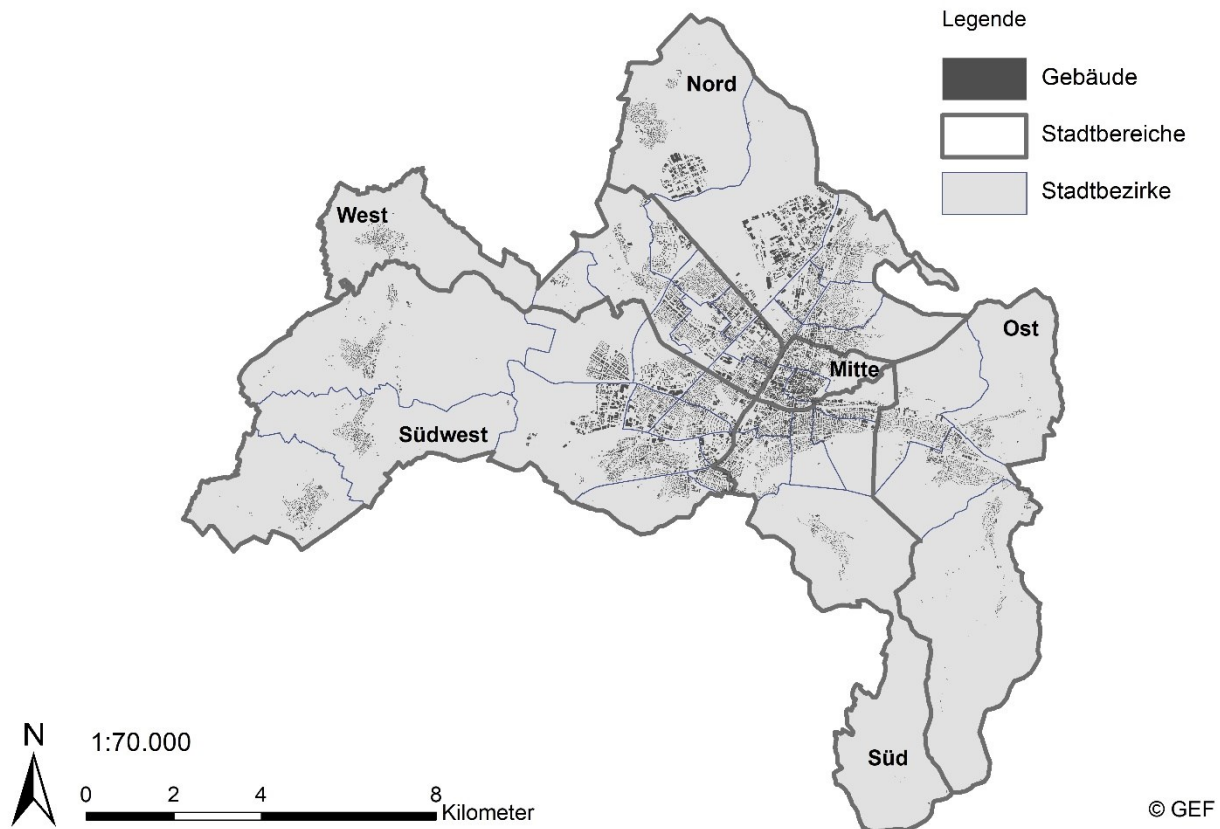 Legende
Gebäude
Stadtbereiche
Stadtbezirke
Nord
West
Ost
Mitte
Südwest
Süd
N
1:70.000
0 2 4 8
Kilometer
© GEF